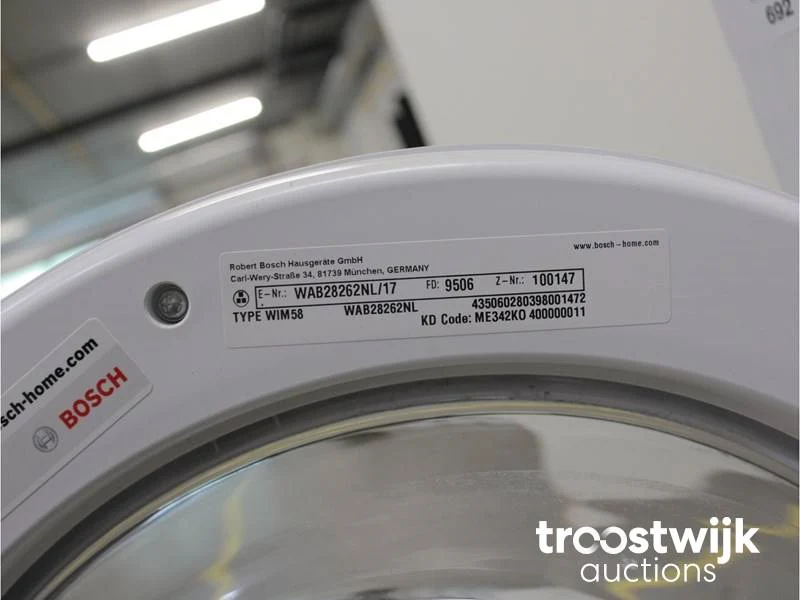 692
Robert Bosch Hausgeräte GmbH
Carl-Wery-Straße 34, 81739 München, GERMANY
www.bosch-home.com
E-Nr.: WAB28262NL/17 FD: 9506 Z-Nr.: 100147
TYPE WIM58 WAB28262NL 435060280398001472
KD Code: ME342KO 400000011
sch-home.com
BOSCH
troostwijk
auctions